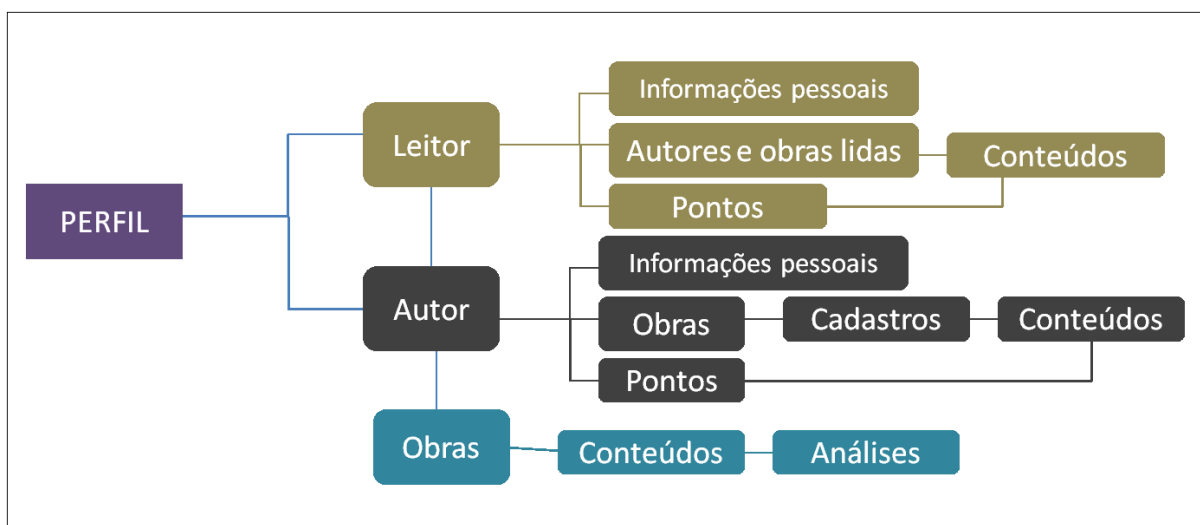 PERFIL
Leitor
Informações pessoais
Autores e obras lidas
Conteúdos
Pontos
Autor
Informações pessoais
Obras
Cadastros
Conteúdos
Pontos
Obras
Conteúdos
Análises